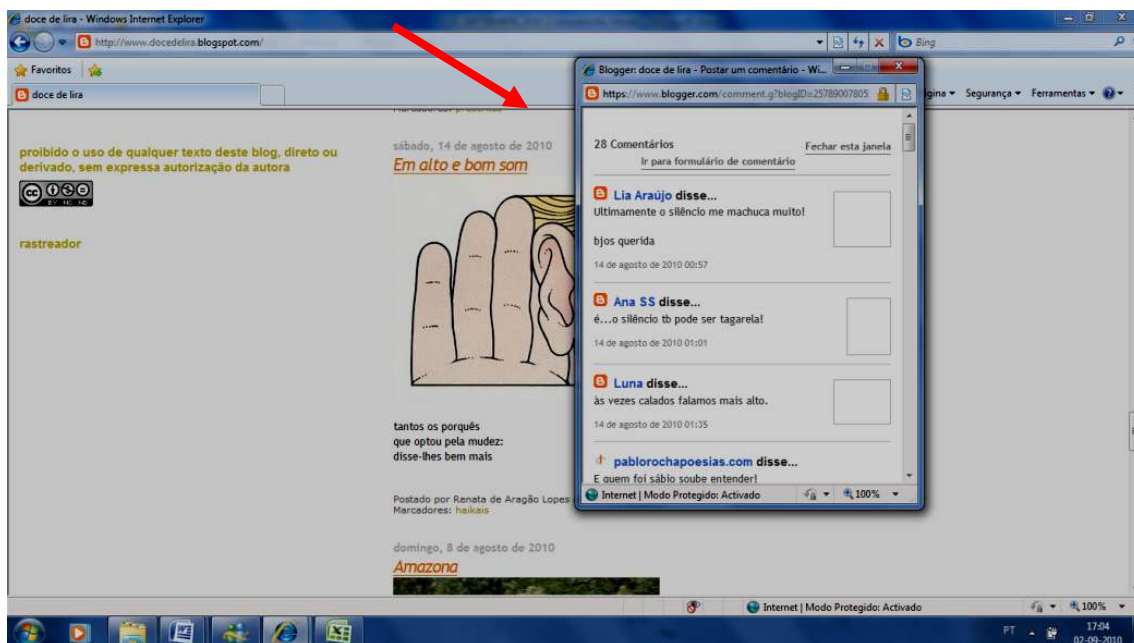 doce de lira - Windows Internet Explorer
http://www.docedelira.blogspot.com/
Bing
Favoritos
doce de lira
Segurança
Ferramentas
proibido o uso de qualquer texto deste blog, direto ou
derivado, sem expressa autorização da autora
cc
BY NC ND
rastreador
sábado, 14 de agosto de 2010
Em alto e bom som
tantos os porquês
que optou pela mudez:
disse-lhes bem mais
Postado por Renata de Aragão Lopes
Marcadores: haikais
domingo, 8 de agosto de 2010
Amazona
Blogger: doce de lira - Postar um comentário - Wi...
https://www.blogger.com/comment.g?blogID=25789007805
28 Comentários
Fechar esta janela
Ir para formulário de comentário
Lia Araújo disse...
Ultimamente o silêncio me machuca muito!
bjos querida
14 de agosto de 2010 00:57
Ana SS disse...
é...o silêncio tb pode ser tagarela!
14 de agosto de 2010 01:01
Luna disse...
às vezes calados falamos mais alto.
14 de agosto de 2010 01:35
pablorochapoesias.com disse...
E quem foi sábio soube entender!
Internet | Modo Protegido: Activado
100%
Internet | Modo Protegido: Activado
100%
PT
17:04
02-09-2010